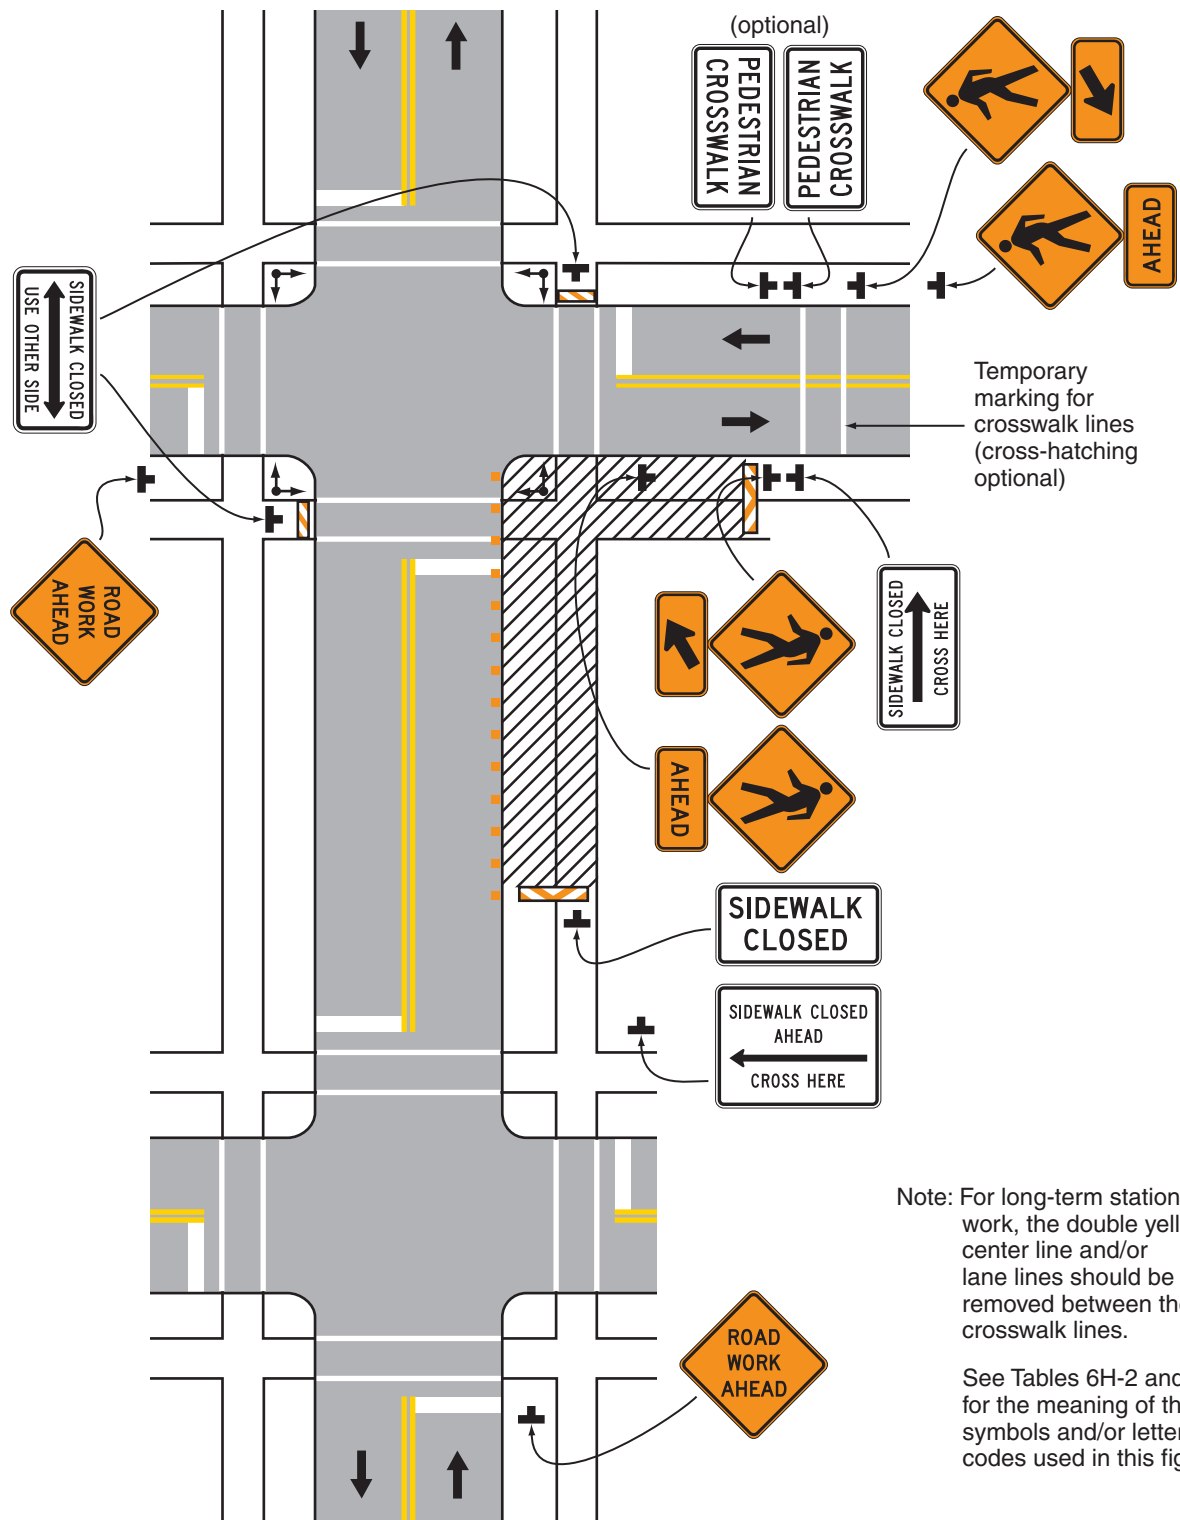 (optional)
PEDESTRIAN
CROSSWALK
PEDESTRIAN
CROSSWALK
AHEAD
SIDEWALK CLOSED
USE OTHER SIDE
Temporary
marking for
crosswalk lines
(cross-hatching
optional)
ROAD
WORK
AHEAD
SIDEWALK CLOSED
CROSS HERE
AHEAD
SIDEWALK
CLOSED
SIDEWALK CLOSED
AHEAD
CROSS HERE
ROAD
WORK
AHEAD
Note: For long-term station
work, the double yell
center line and/or
lane lines should be
removed between the
crosswalk lines.
See Tables 6H-2 and
for the meaning of th
symbols and/or letter
codes used in this fig